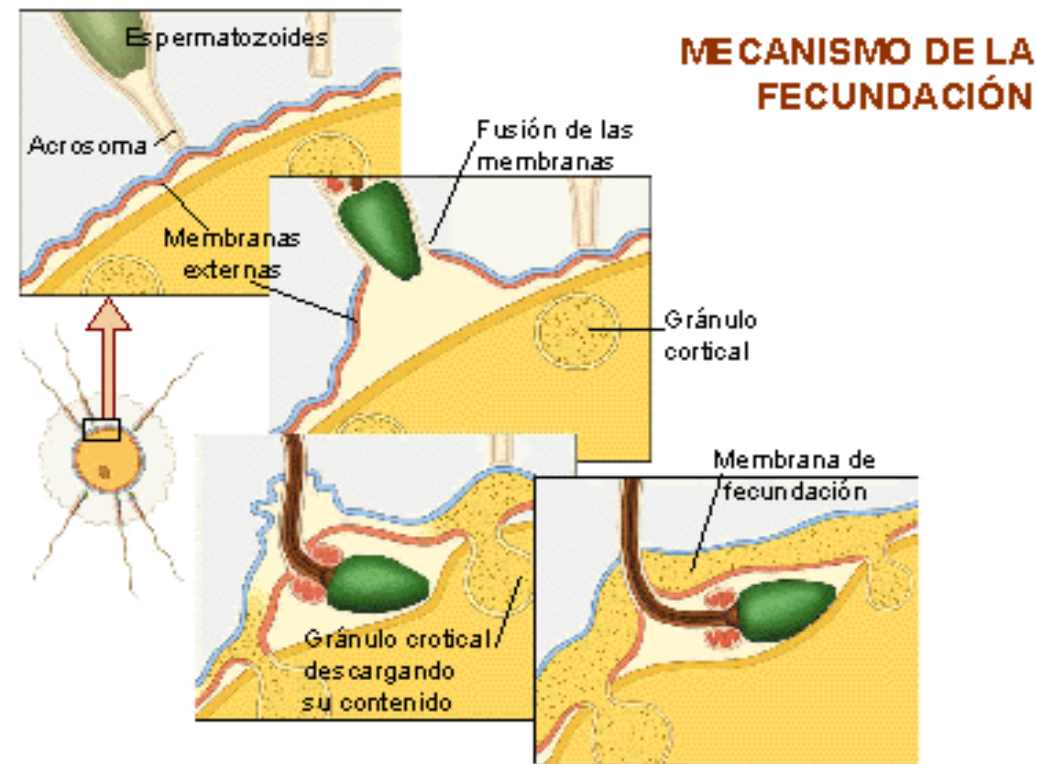 MECANISMO DE LA
FECUNDACIÓN
Espermatozoides
Acrosoma
Membranas
externas
Fusión de las
membranas
Gránulo
cortical
Gránulo crotical
descargando
su contenido
Membrana de
fecundación